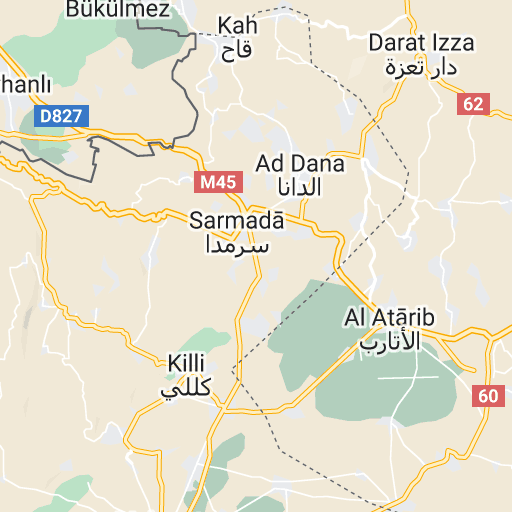 Bükülmez
Kah
قاح
Darat Izza
دار تعزة
hanlı
D827
62
M45
Ad Dana
الدانا
Sarmadā
سرمدا
Al Atārib
الأتارب
Killi
كللي
60